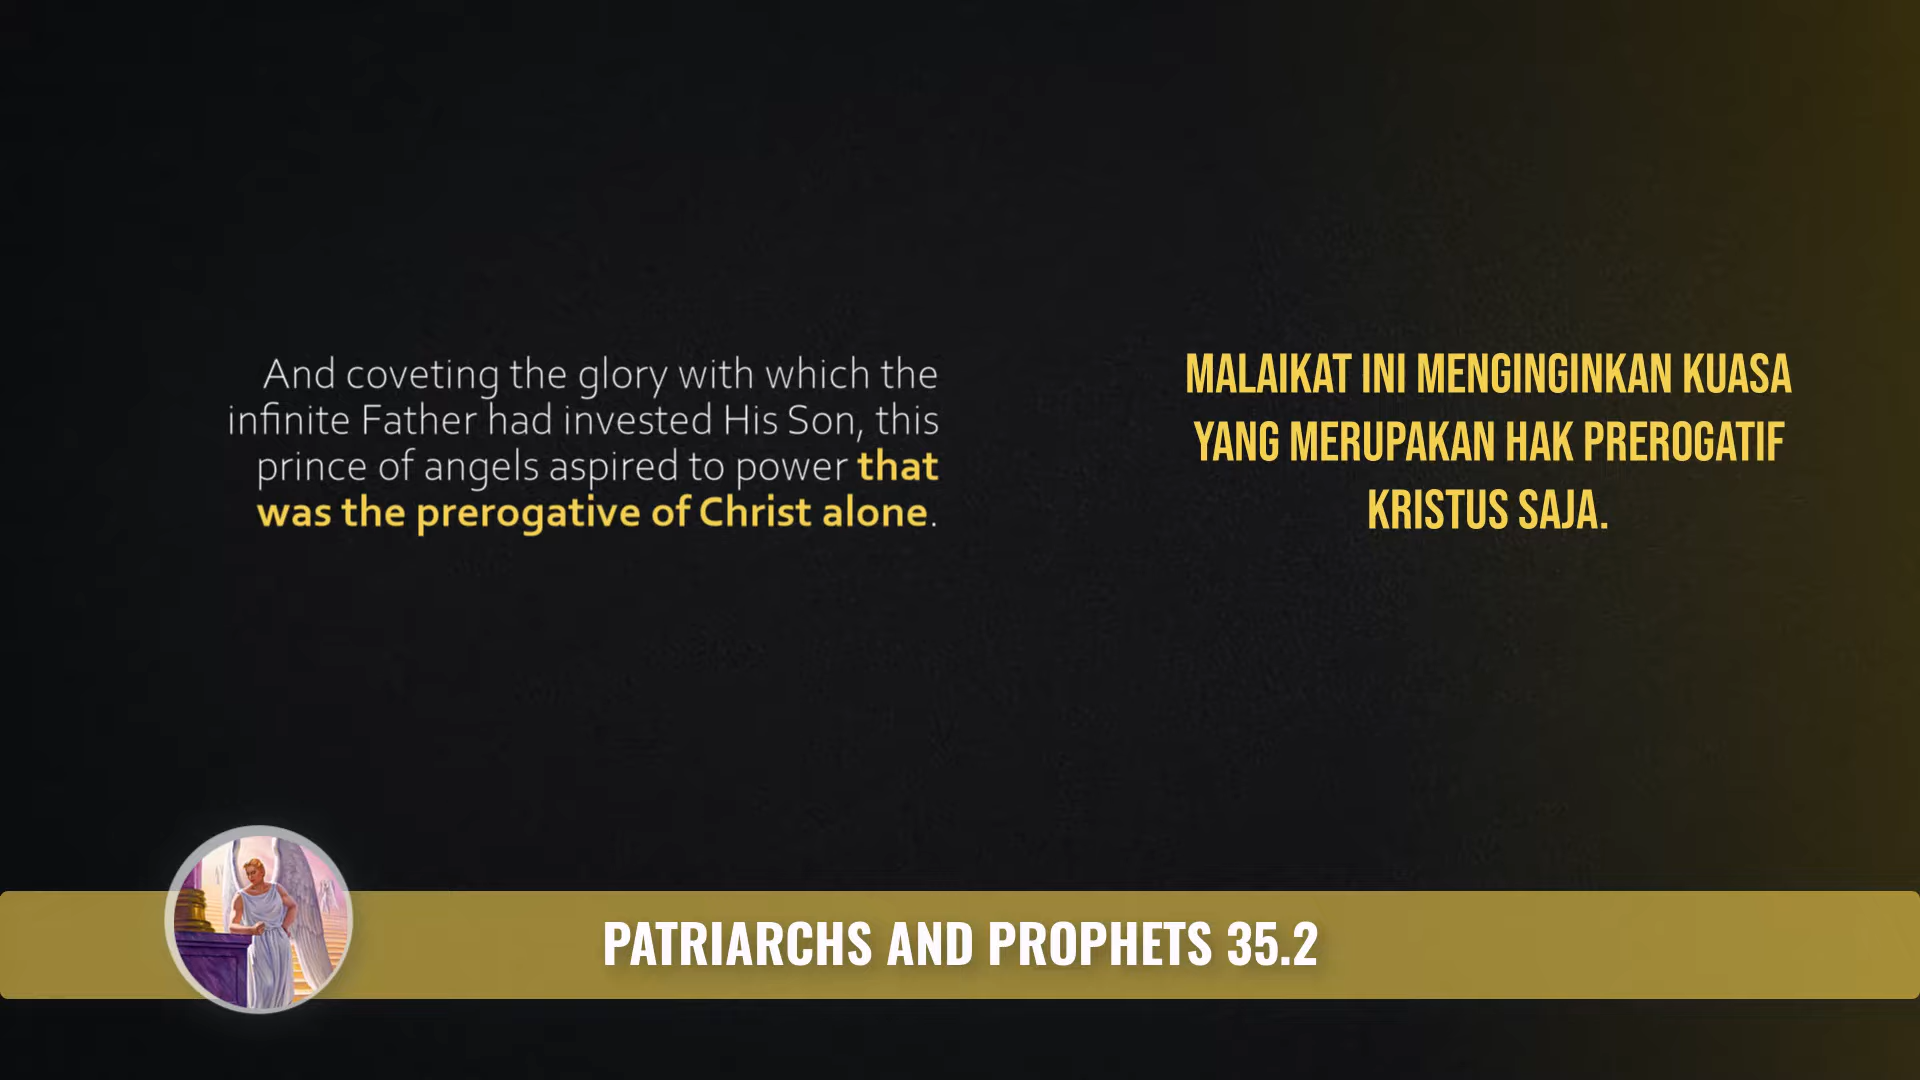 And coveting the glory with which the
infinite Father had invested His Son, this
prince of angels aspired to power that
was the prerogative of Christ alone.
MALAIKAT INI MENGINGINKAN KUASA
YANG MERUPAKAN HAK PREROGATIF
KRISTUS SAJA.
PATRIARCHS AND PROPHETS 35.2